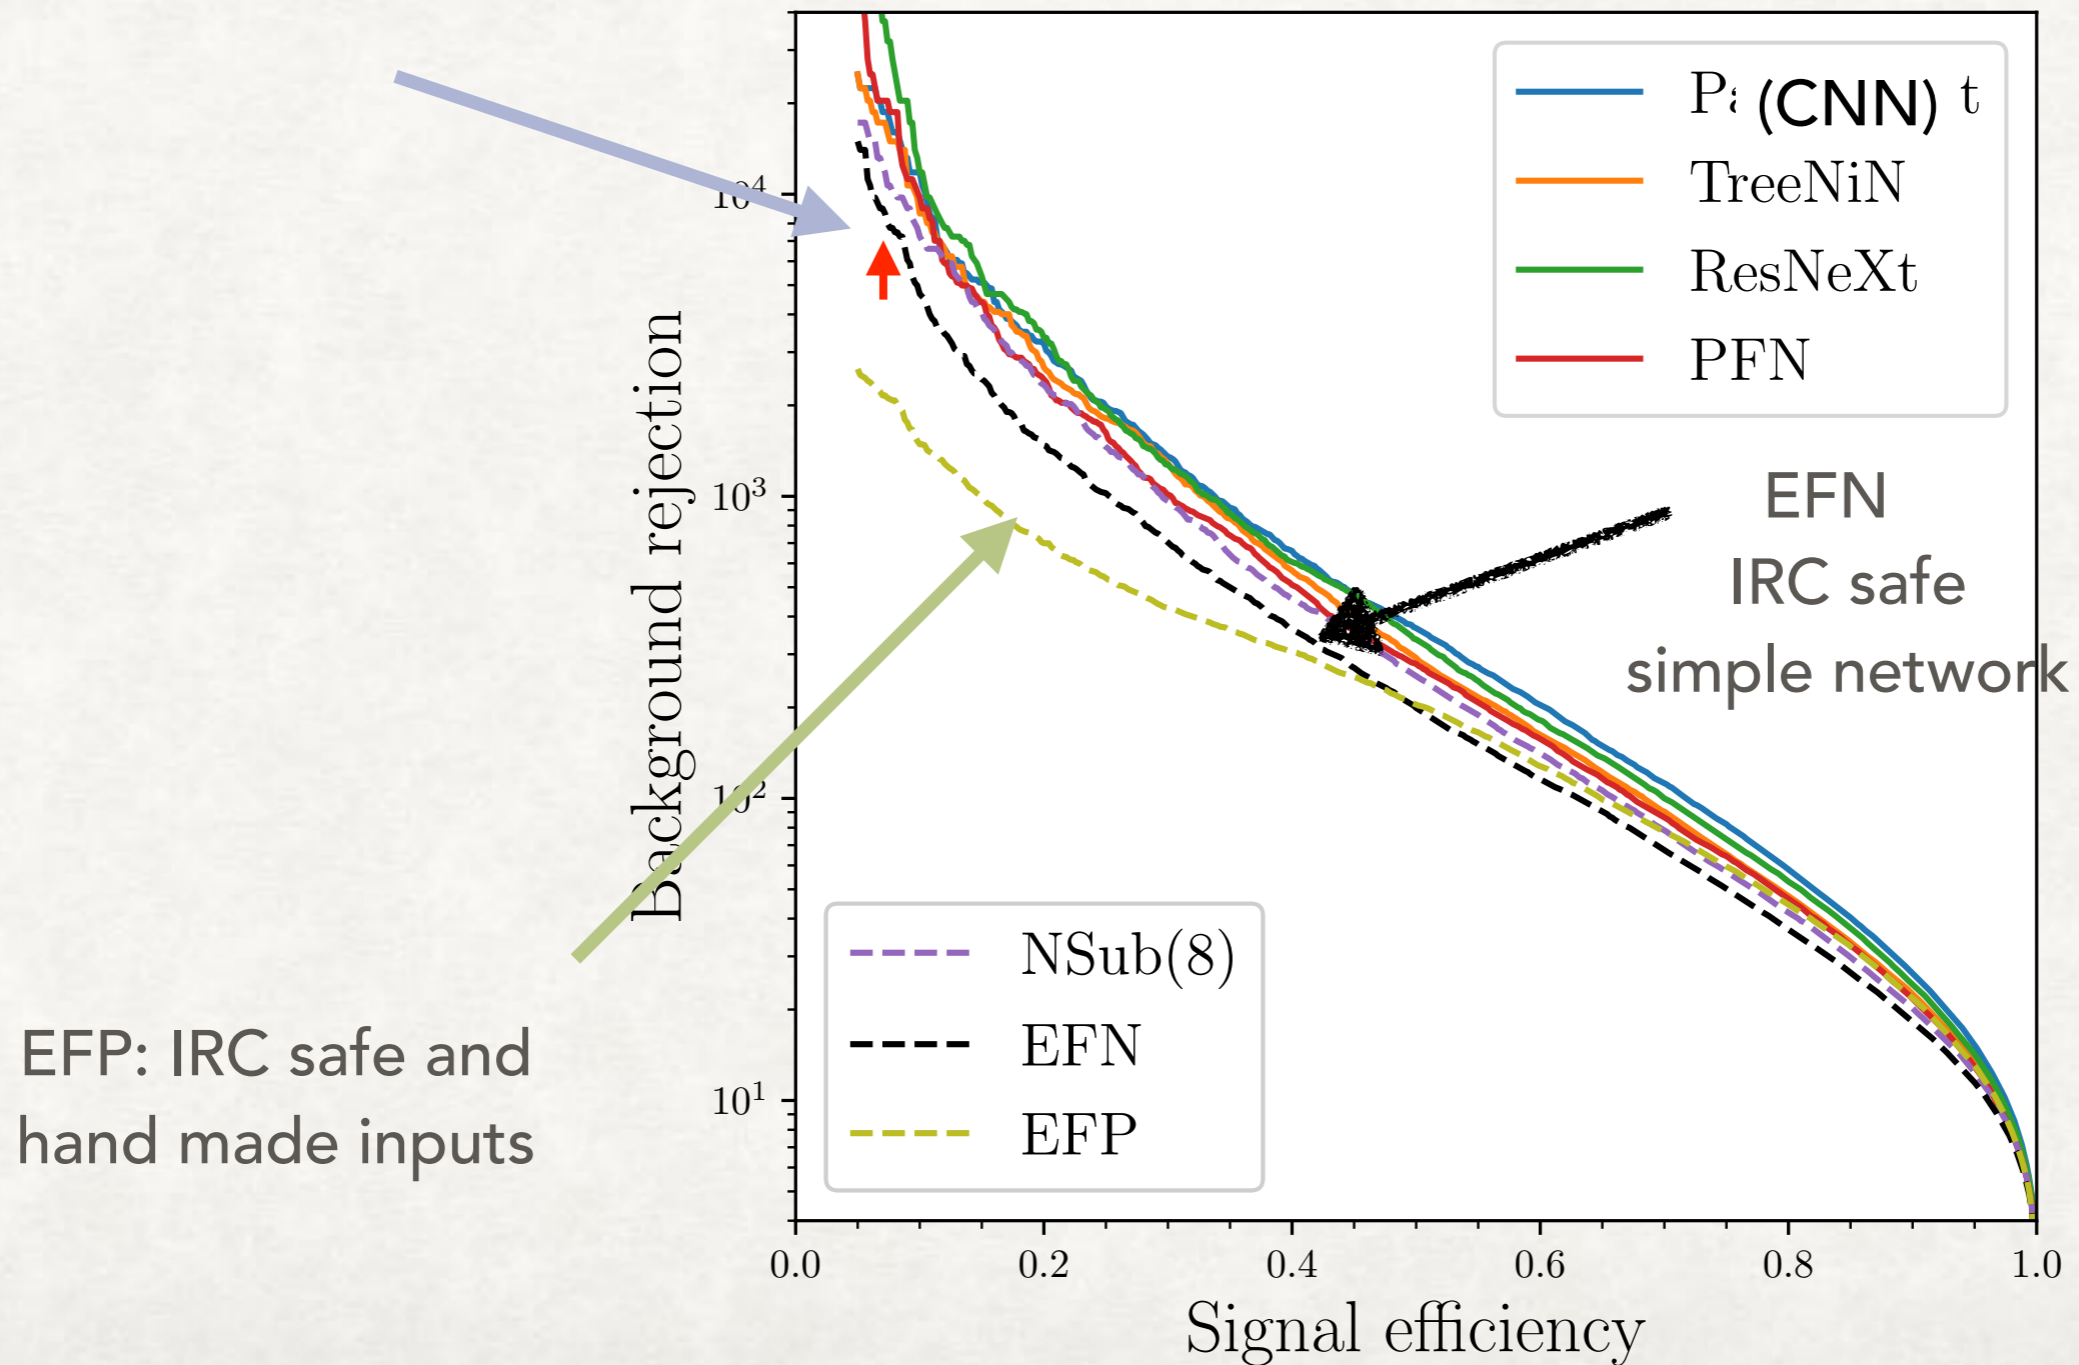 (CNN)
TreeNiN
ResNeXt
PFN
EFN
IRC safe
simple network
NSub(8)
EFN
EFP
EFP: IRC safe and
hand made inputs
Background rejection
10⁴
10³
10²
10¹
0.0 0.2 0.4 0.6 0.8 1.0
Signal efficiency